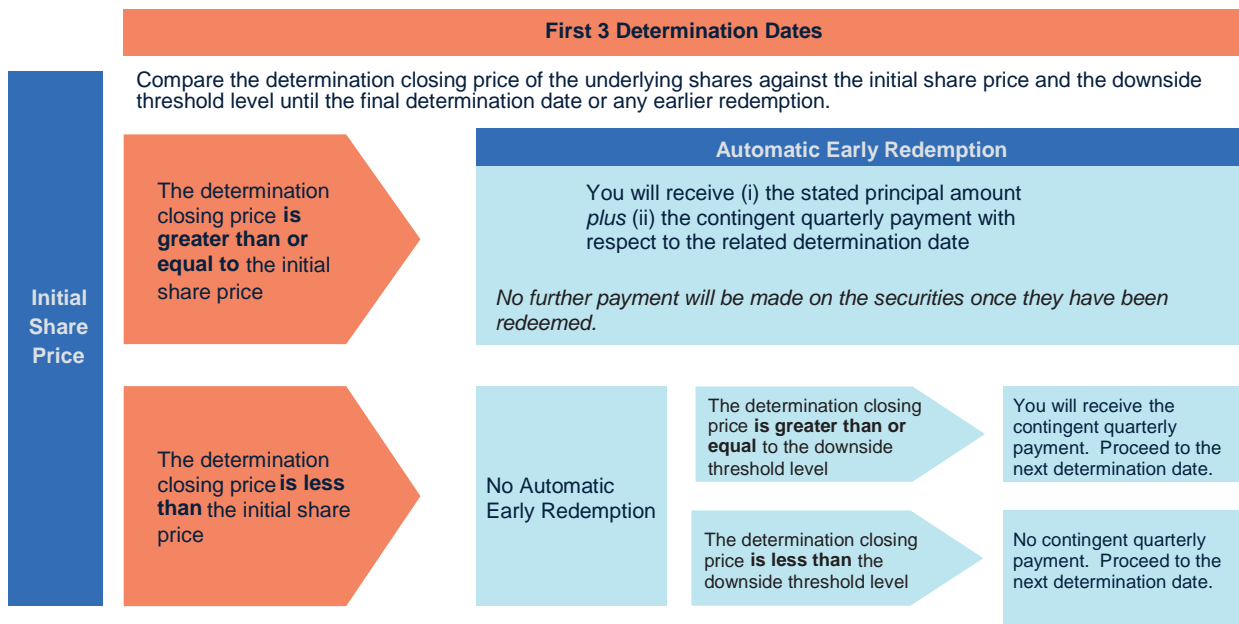 First 3 Determination Dates
Compare the determination closing price of the underlying shares against the initial share price and the downside
threshold level until the final determination date or any earlier redemption.
Initial
Share
Price
The determination
closing price is
greater than or
equal to the initial
share price
Automatic Early Redemption
You will receive (i) the stated principal amount
plus (ii) the contingent quarterly payment with
respect to the related determination date
No further payment will be made on the securities once they have been
redeemed.
The determination
closing price is less
than the initial share
price
No Automatic
Early Redemption
The determination closing
price is greater than or
equal to the downside
threshold level
You will receive the
contingent quarterly
payment. Proceed to the
next determination date.
The determination closing
price is less than the
downside threshold level
No contingent quarterly
payment. Proceed to the
next determination date.